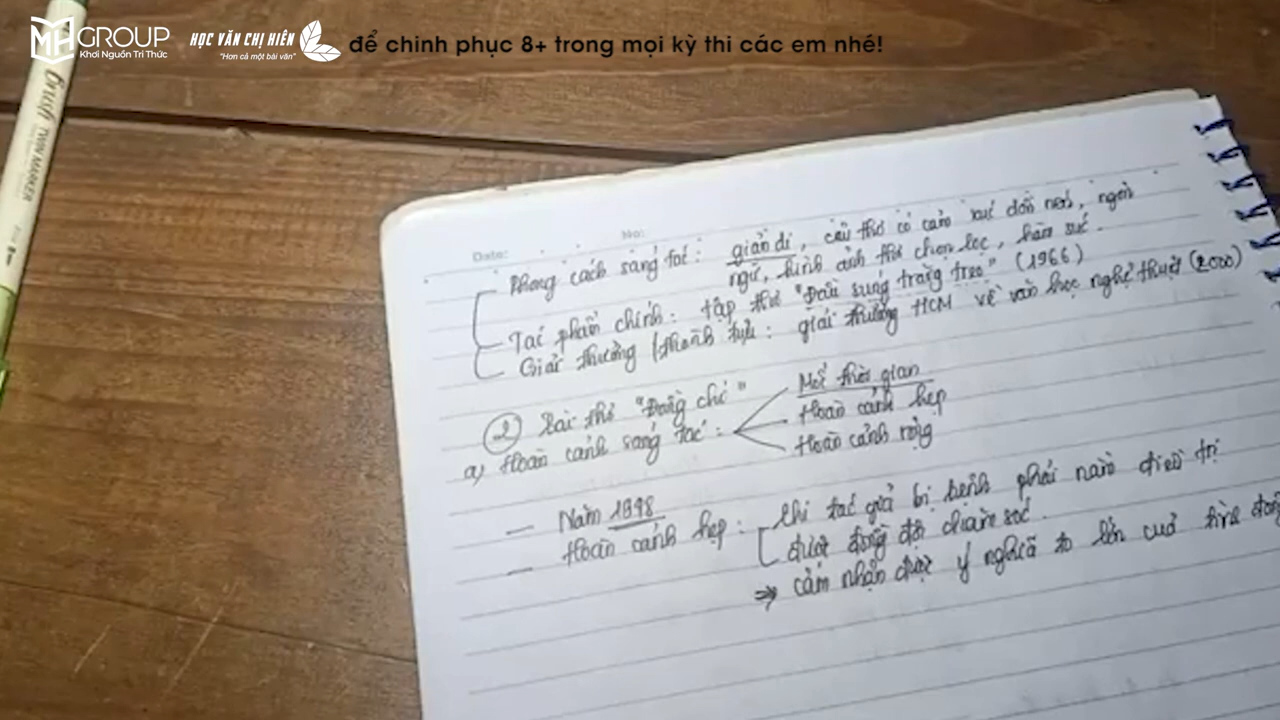 MH GROUP
Khơi Nguồn Tri Thức
HỌC VĂN CHỊ HIÊN
"Hơn cả một bài văn"
để chinh phục 8+ trong mọi kỳ thi các em nhé!
TWIN MARKER
Date: No:
Phong cách sáng tác: giản dị, câu thơ có cảm xúc dồn nén, ngôn
ngữ, hình ảnh thơ chọn lọc, hàm súc.
Tác phẩm chính: tập thơ "Đầu súng trăng treo" (1966)
Giải thưởng / thành tựu: giải thưởng HCM về văn học nghệ thuật (2000)
2 Bài thơ "Đồng chí"
a) Hoàn cảnh sáng tác:
Mốc thời gian
Hoàn cảnh hẹp
Hoàn cảnh rộng
— Năm 1948
— Hoàn cảnh hẹp: khi tác giả bị bệnh phải nằm điều trị
được đồng đội chăm sóc.
⇒ cảm nhận được ý nghĩa to lớn của tình đồng